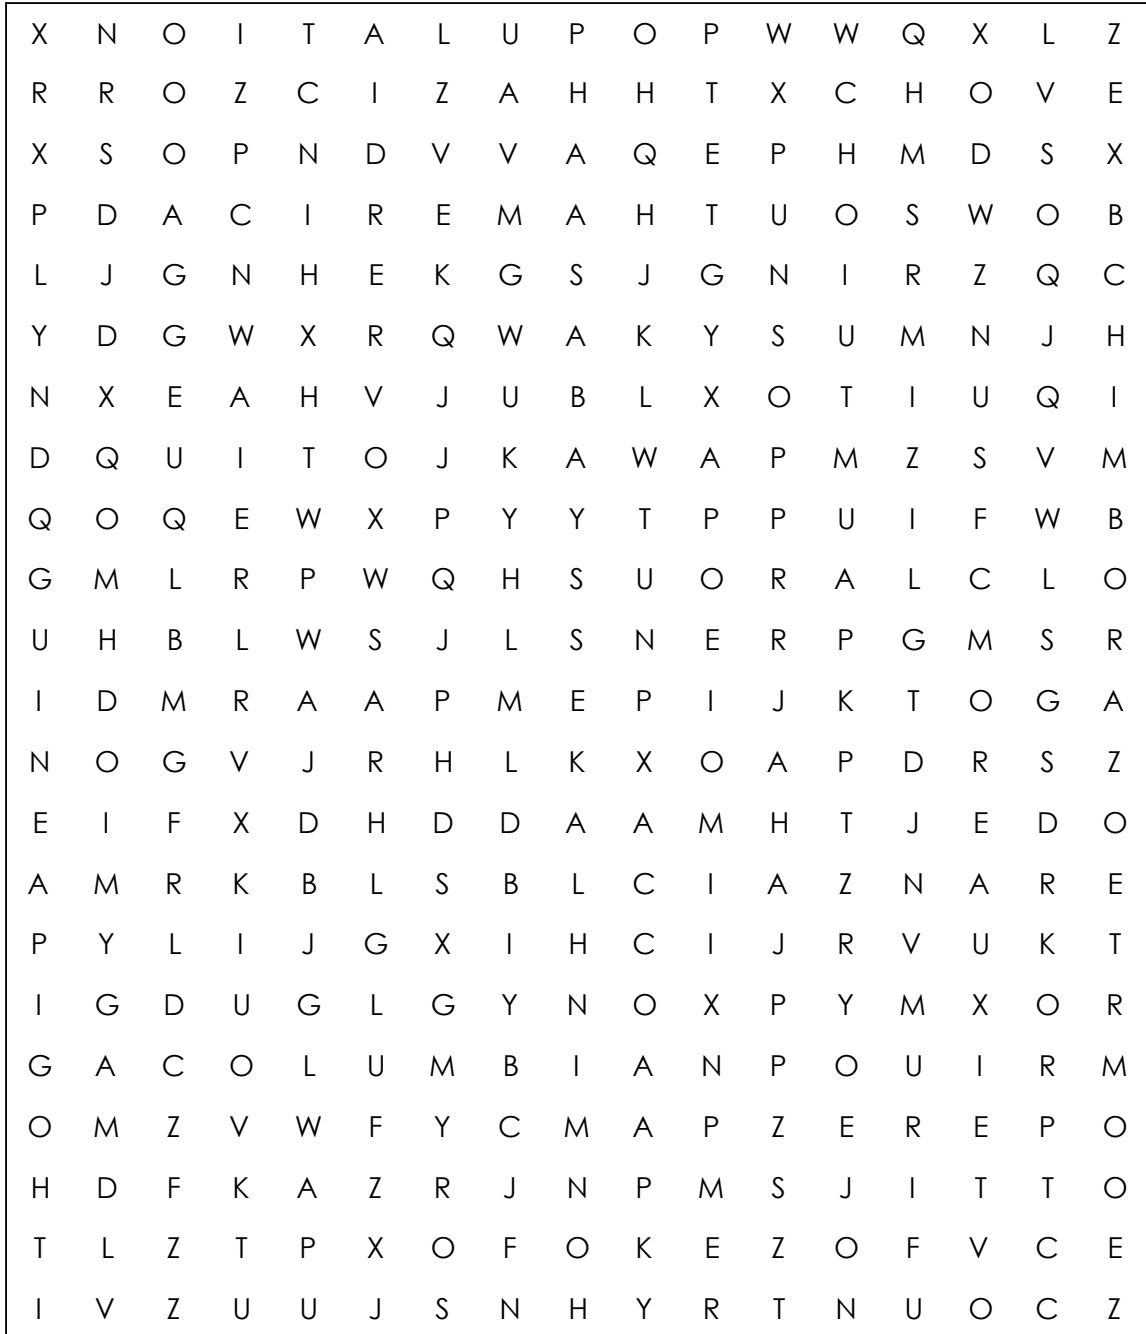 X N O I T A L U P O P W W Q X L Z
R R O Z C I Z A H H T X C H O V E
X S O P N D V V A Q E P H M D S X
P D A C I R E M A H T U O S W O B
L J G N H E K G S J G N I R Z Q C
Y D G W X R Q W A K Y S U M N J H
N X E A H V J U B L X O T I U Q I
D Q U I T O J K A W A P M Z S V M
Q O Q E W X P Y Y T P P U I F W B
G M L R P W Q H S U O R A L C L O
U H B L W S J L S N E R P G M S R
I D M R A A P M E P I J K T O G A
N O G V J R H L K X O A P D R S Z
E I F X D H D D A A M H T J E D O
A M R K B L S B L C I A Z N A R E
P Y L I J G X I H C I J R V U K T
I G D U G L G Y N O X P Y M X O R
G A C O L U M B I A N P O U I R M
O M Z V W F Y C M A P Z E R E P O
H D F K A Z R J N P M S J I T T O
T L Z T P X O F O K E Z O F V C E
I V Z U U J S N H Y R T N U O C Z